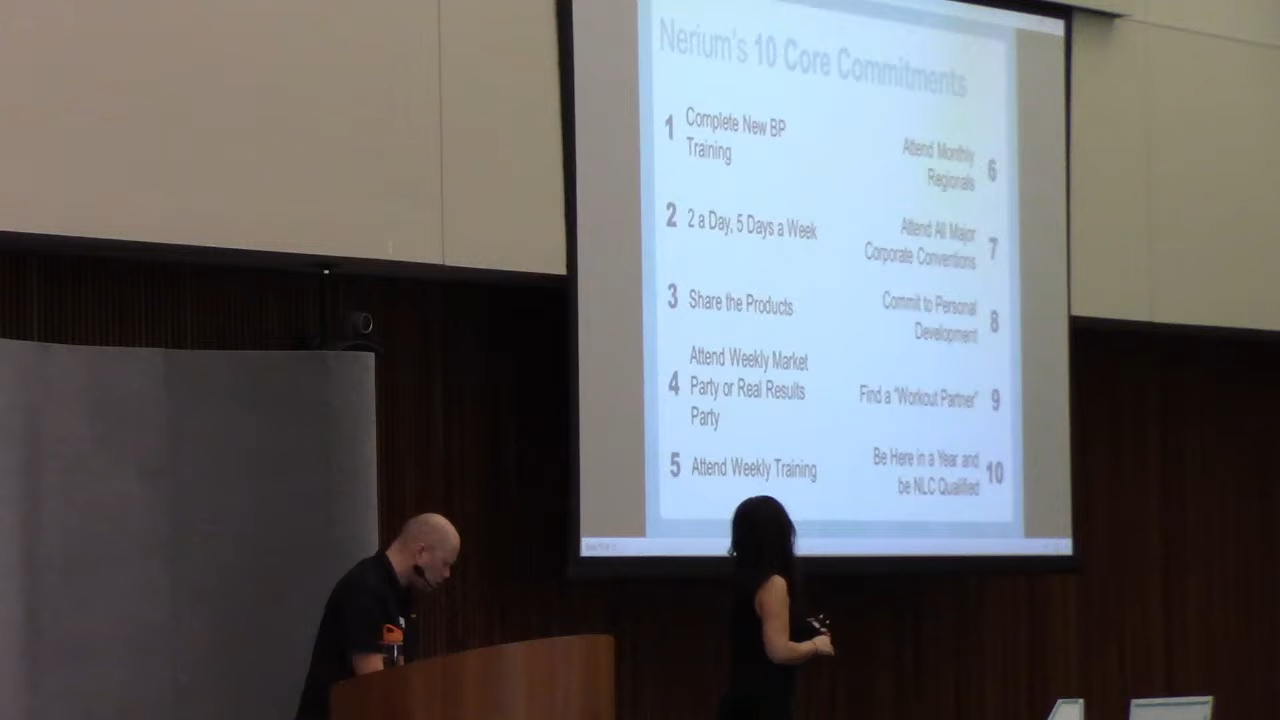 Nerium's 10 Core Commitments
1 Complete New BP
Training
2 2 a Day, 5 Days a Week
3 Share the Products
4 Attend Weekly Market
Party or Real Results
Party
5 Attend Weekly Training
Attend Monthly
Regionals 6
Attend All Major
Corporate Conventions 7
Commit to Personal
Development 8
Find a "Workout Partner" 9
Be Here in a Year and
be NLC Qualified 10